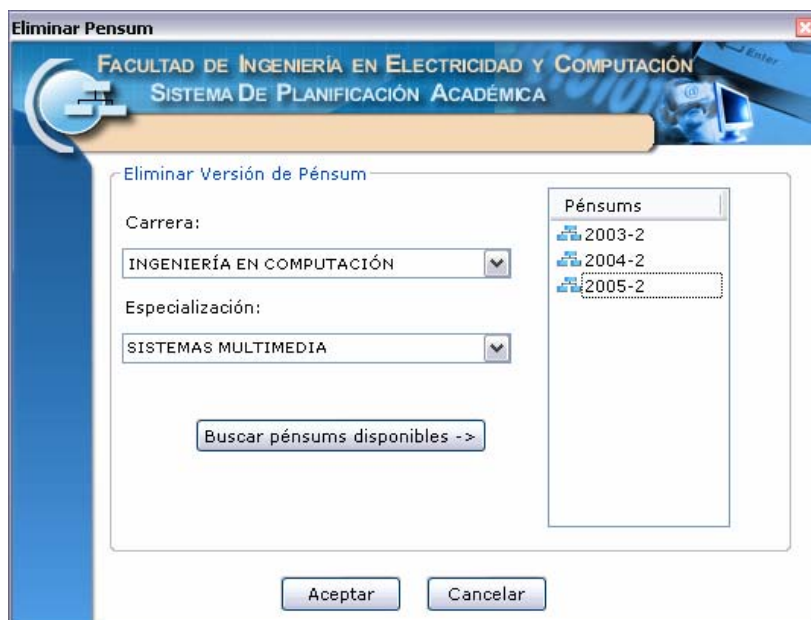 Eliminar Pensum
FACULTAD DE INGENIERÍA EN ELECTRICIDAD Y COMPUTACIÓN
SISTEMA DE PLANIFICACIÓN ACADÉMICA
Enter
@
Eliminar Versión de Pénsum
Carrera:
INGENIERÍA EN COMPUTACIÓN
Especialización:
SISTEMAS MULTIMEDIA
Buscar pénsums disponibles ->
Pénsums
2003-2
2004-2
2005-2
Aceptar
Cancelar